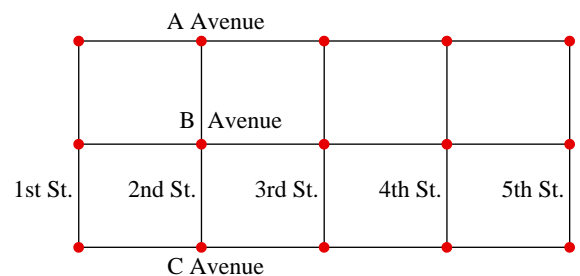 A Avenue
B Avenue
1st St. 2nd St. 3rd St. 4th St. 5th St.
C Avenue